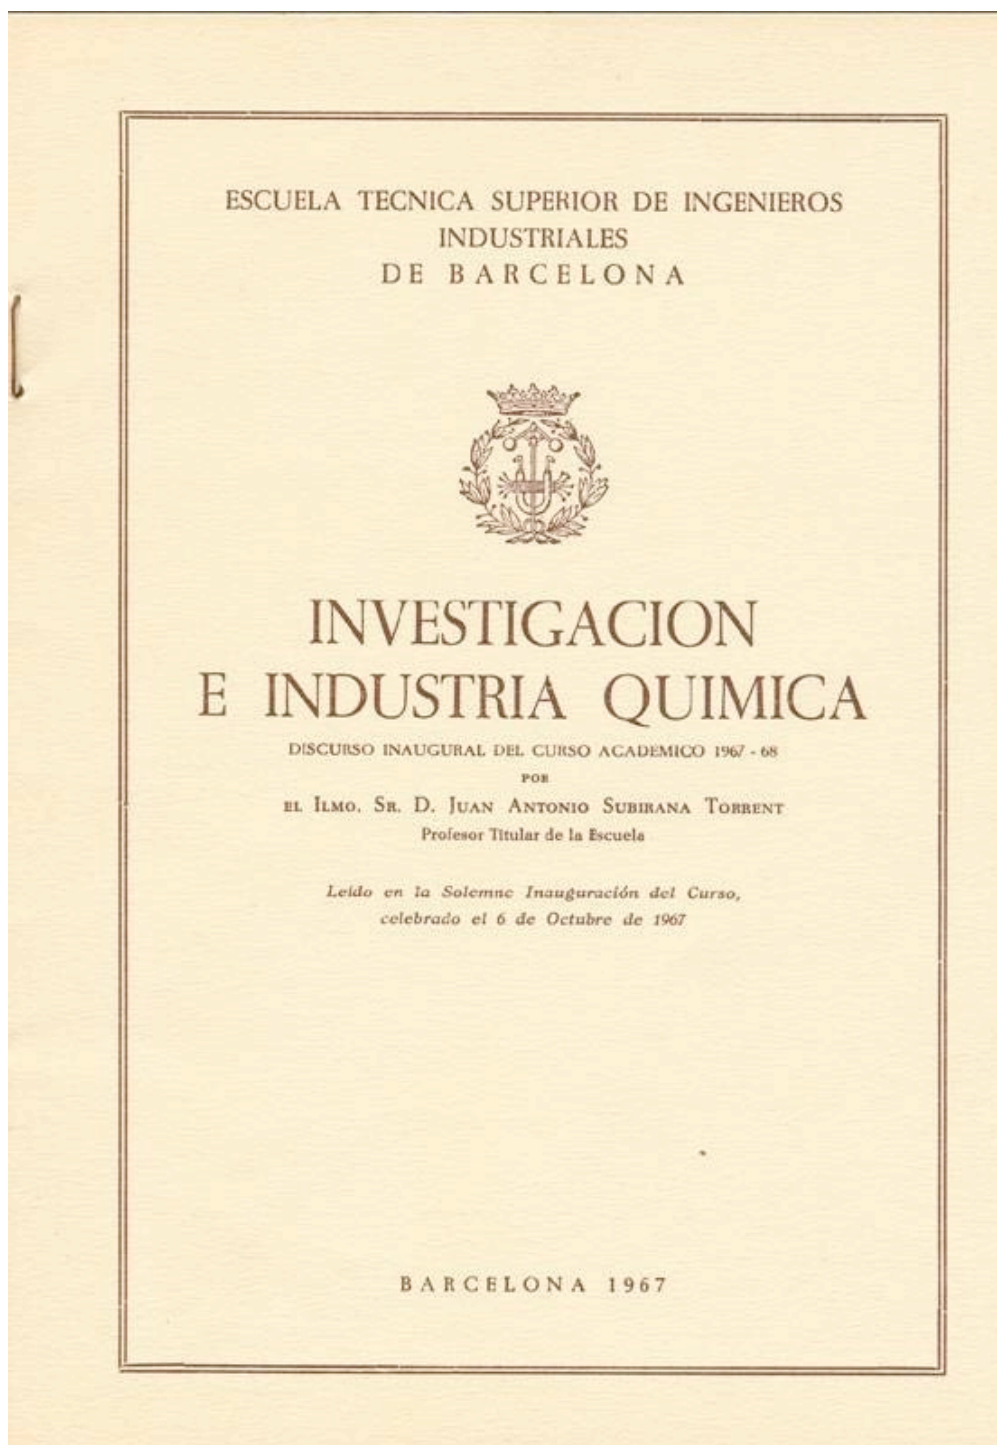 ESCUELA TECNICA SUPERIOR DE INGENIEROS
INDUSTRIALES
DE BARCELONA
INVESTIGACION
E INDUSTRIA QUIMICA
DISCURSO INAUGURAL DEL CURSO ACADEMICO 1967 - 68
POR
EL ILMO. SR. D. JUAN ANTONIO SUBIRANA TORRENT
Profesor Titular de la Escuela
Leído en la Solemne Inauguración del Curso,
celebrado el 6 de Octubre de 1967
BARCELONA 1967